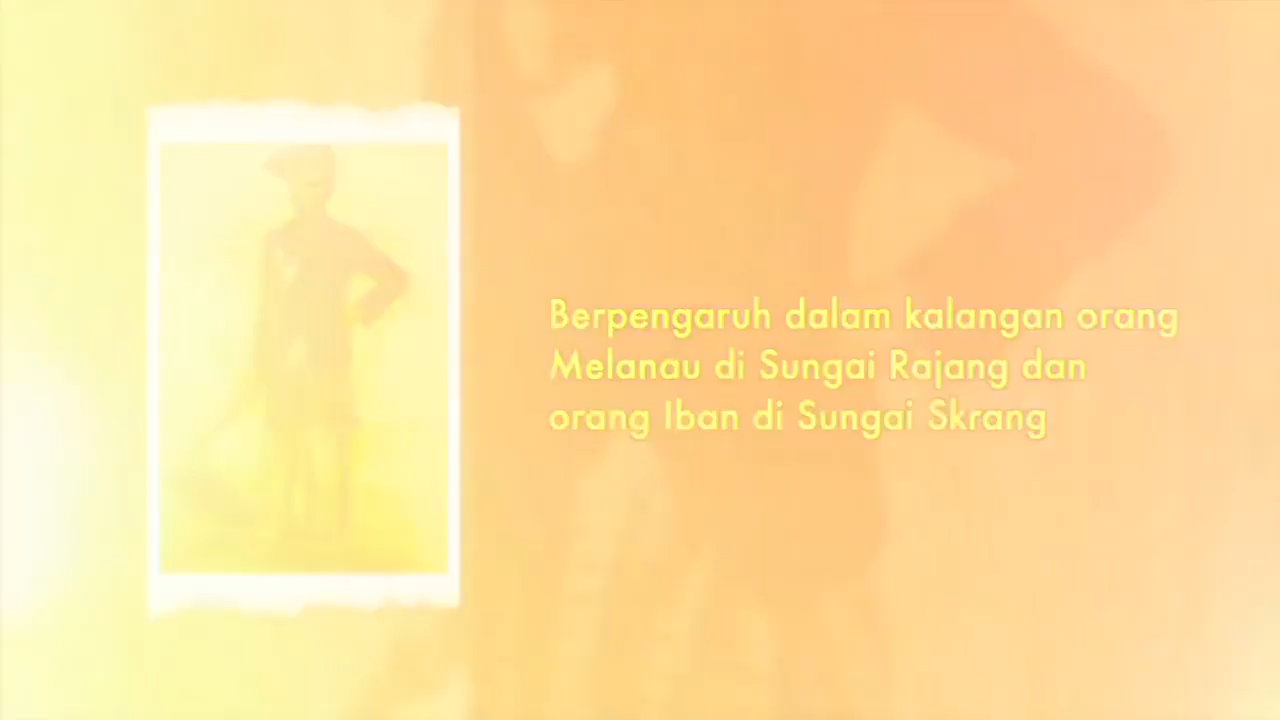 Berpengaruh dalam kalangan orang
Melanau di Sungai Rajang dan
orang Iban di Sungai Skrang